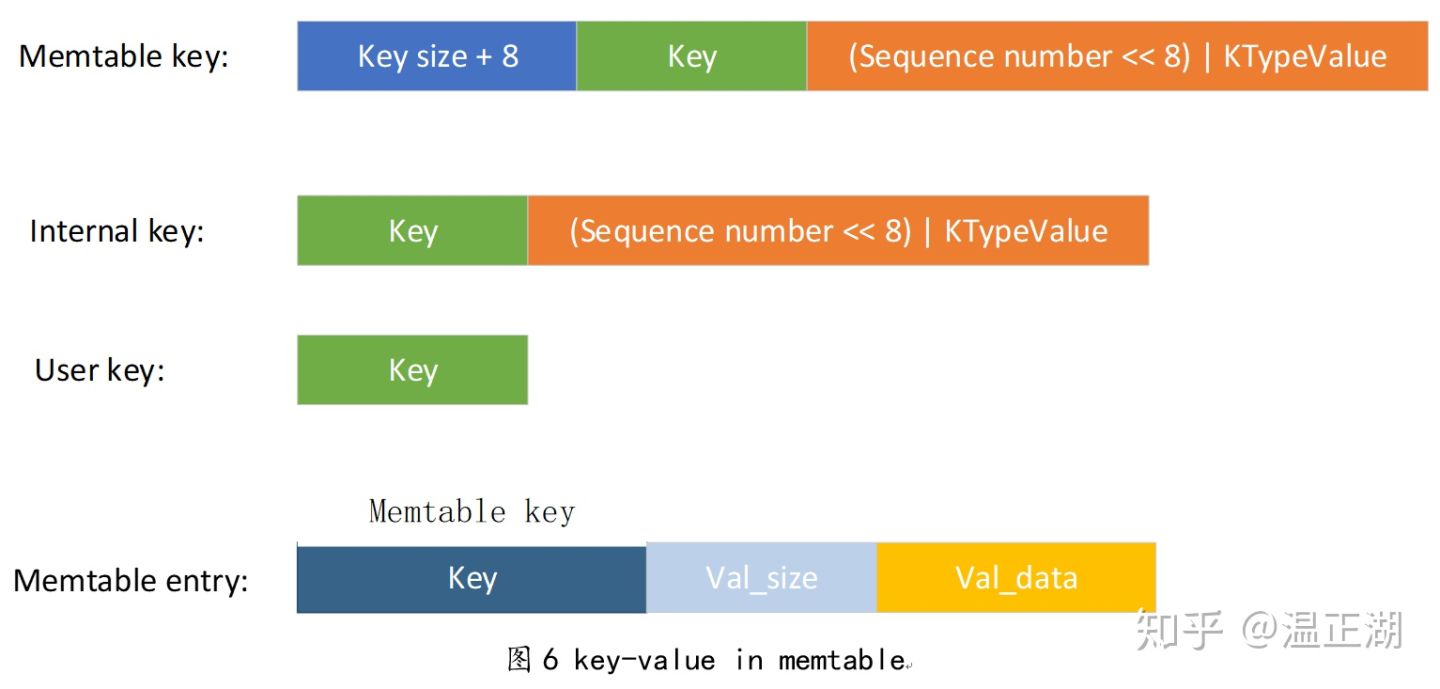 Memtable key: Key size + 8 Key (Sequence number << 8) | KTypeValue
Internal key: Key (Sequence number << 8) | KTypeValue
User key: Key
Memtable key
Memtable entry: Key Val_size Val_data
知乎 @温正湖
图 6 key-value in memtable